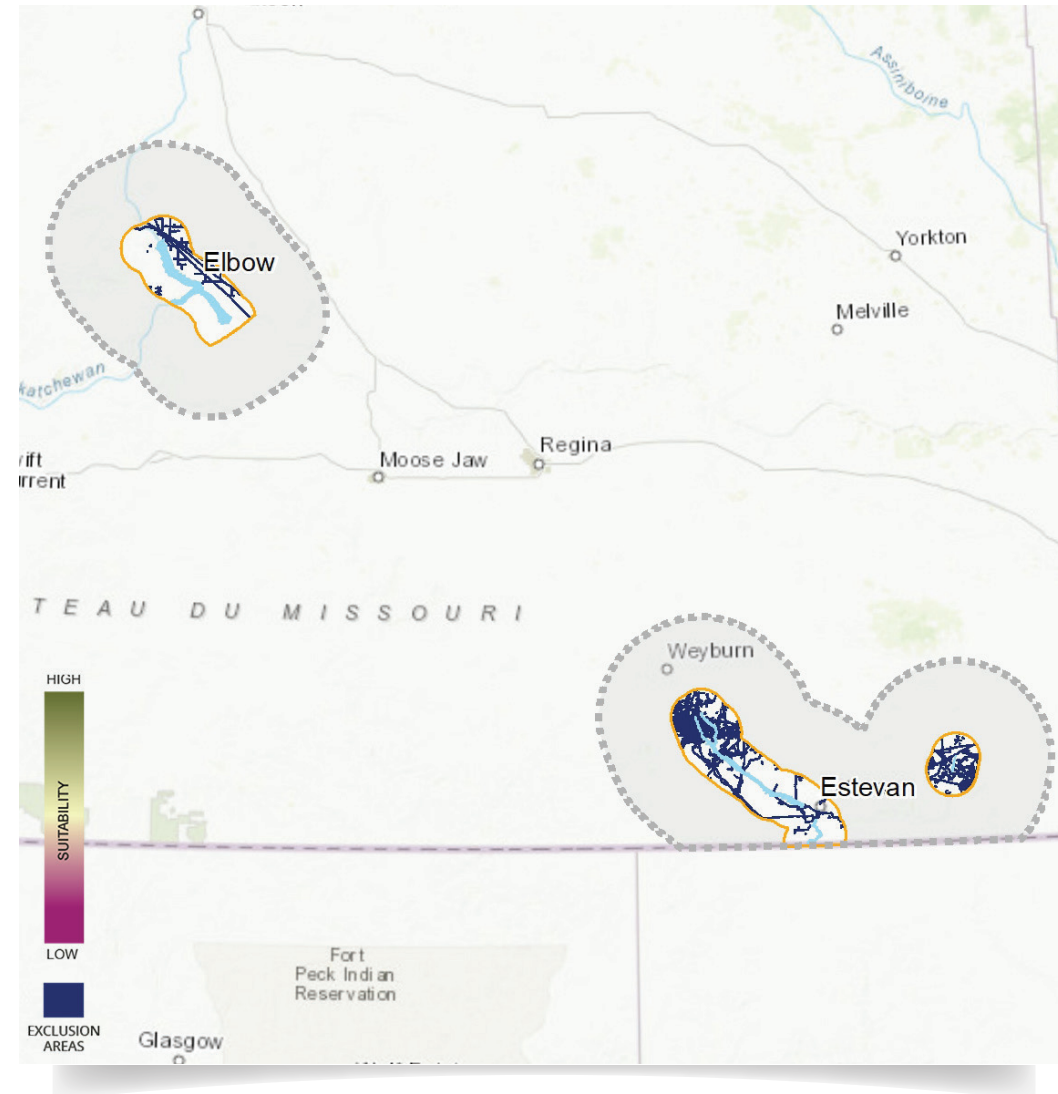 Assiniboine
Yorkton
Elbow
Melville
katchewan
Regina
Moose Jaw
ift
urrent
TEAU DU MISSOURI
Weyburn
HIGH
SUITABILITY
LOW
Estevan
Fort
Peck Indian
Reservation
EXCLUSION
AREAS
Glasgow